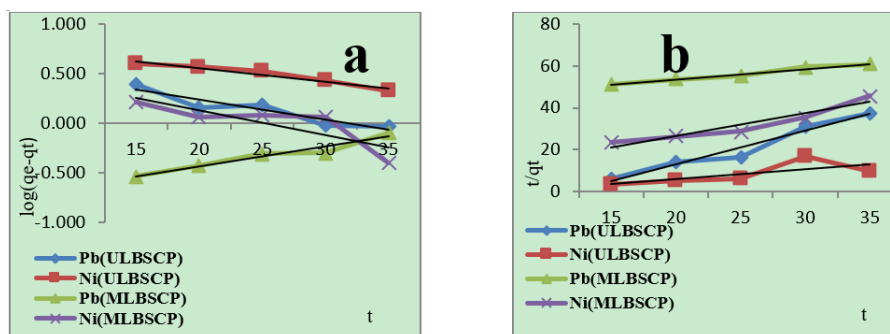 1.000
0.500
0.000
-0.500
-1.000
log(qe-qt)
a
15 20 25 30 35
Pb(ULBSCP)
Ni(ULBSCP)
Pb(MLBSCP)
Ni(MLBSCP)
t
80
60
40
20
0
t/qt
b
15 20 25 30 35
Pb(ULBSCP)
Ni(ULBSCP)
Pb(MLBSCP)
Ni(MLBSCP)
t